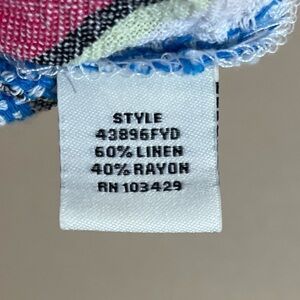 STYLE
43896FYD
60% LINEN
40% RAYON
RN 103429